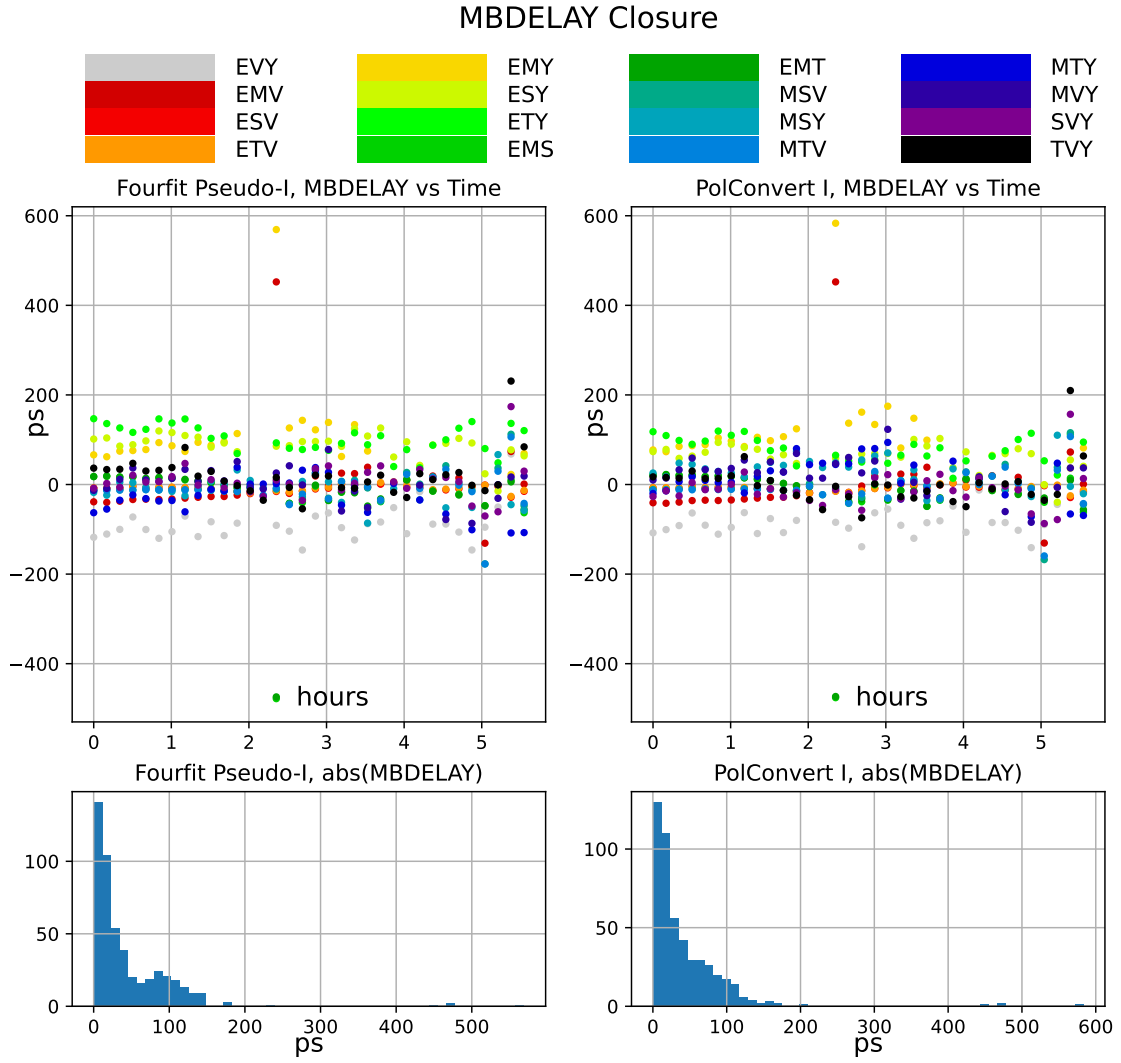 MBDELAY Closure
EVY EMY EMT MTY
EMV ESY MSV MVY
ESV ETY MSY SVY
ETV EMS MTV TVY
Fourfit Pseudo-I, MBDELAY vs Time
PolConvert I, MBDELAY vs Time
600
400
200
0
−200
−400
ps
hours
0 1 2 3 4 5
600
400
200
0
−200
−400
ps
hours
0 1 2 3 4 5
Fourfit Pseudo-I, abs(MBDELAY)
PolConvert I, abs(MBDELAY)
100
50
0
0 100 200 300 400 500
ps
100
50
0
0 100 200 300 400 500 600
ps